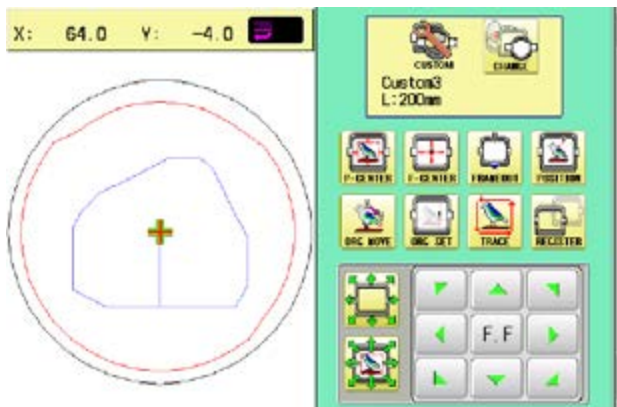 X: 64.0 Y: -4.0
CUSTOM CHANGE
Custom3
L:200mm
P-CENTER F-CENTER FRAMEOUT POSITION
ORG MOVE ORG SET TRACE REGISTER
F.F